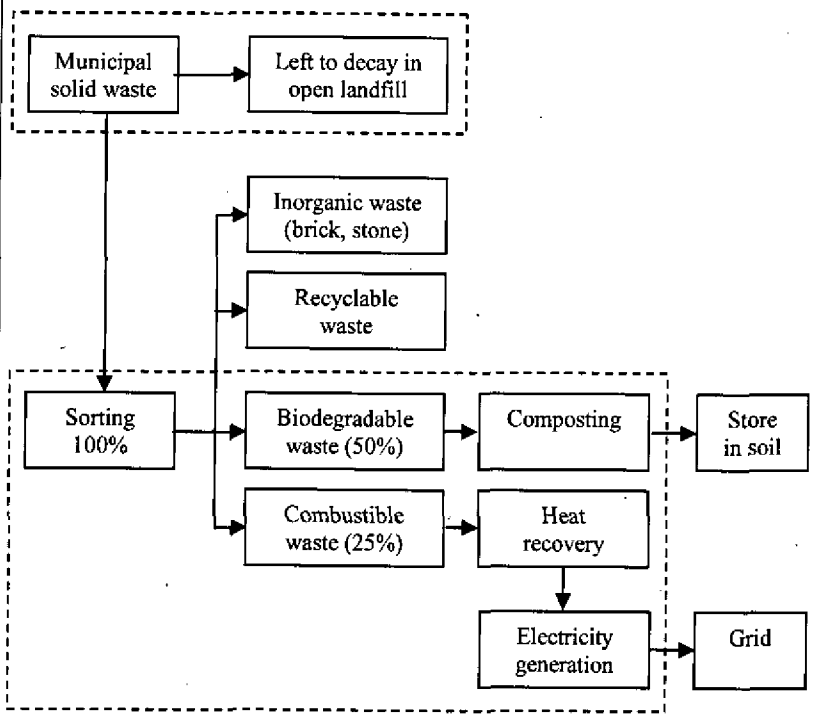 Municipal
solid waste
Left to decay in
open landfill
Inorganic waste
(brick, stone)
Recyclable
waste
Sorting
100%
Biodegradable
waste (50%)
Composting
Store
in soil
Combustible
waste (25%)
Heat
recovery
Electricity
generation
Grid